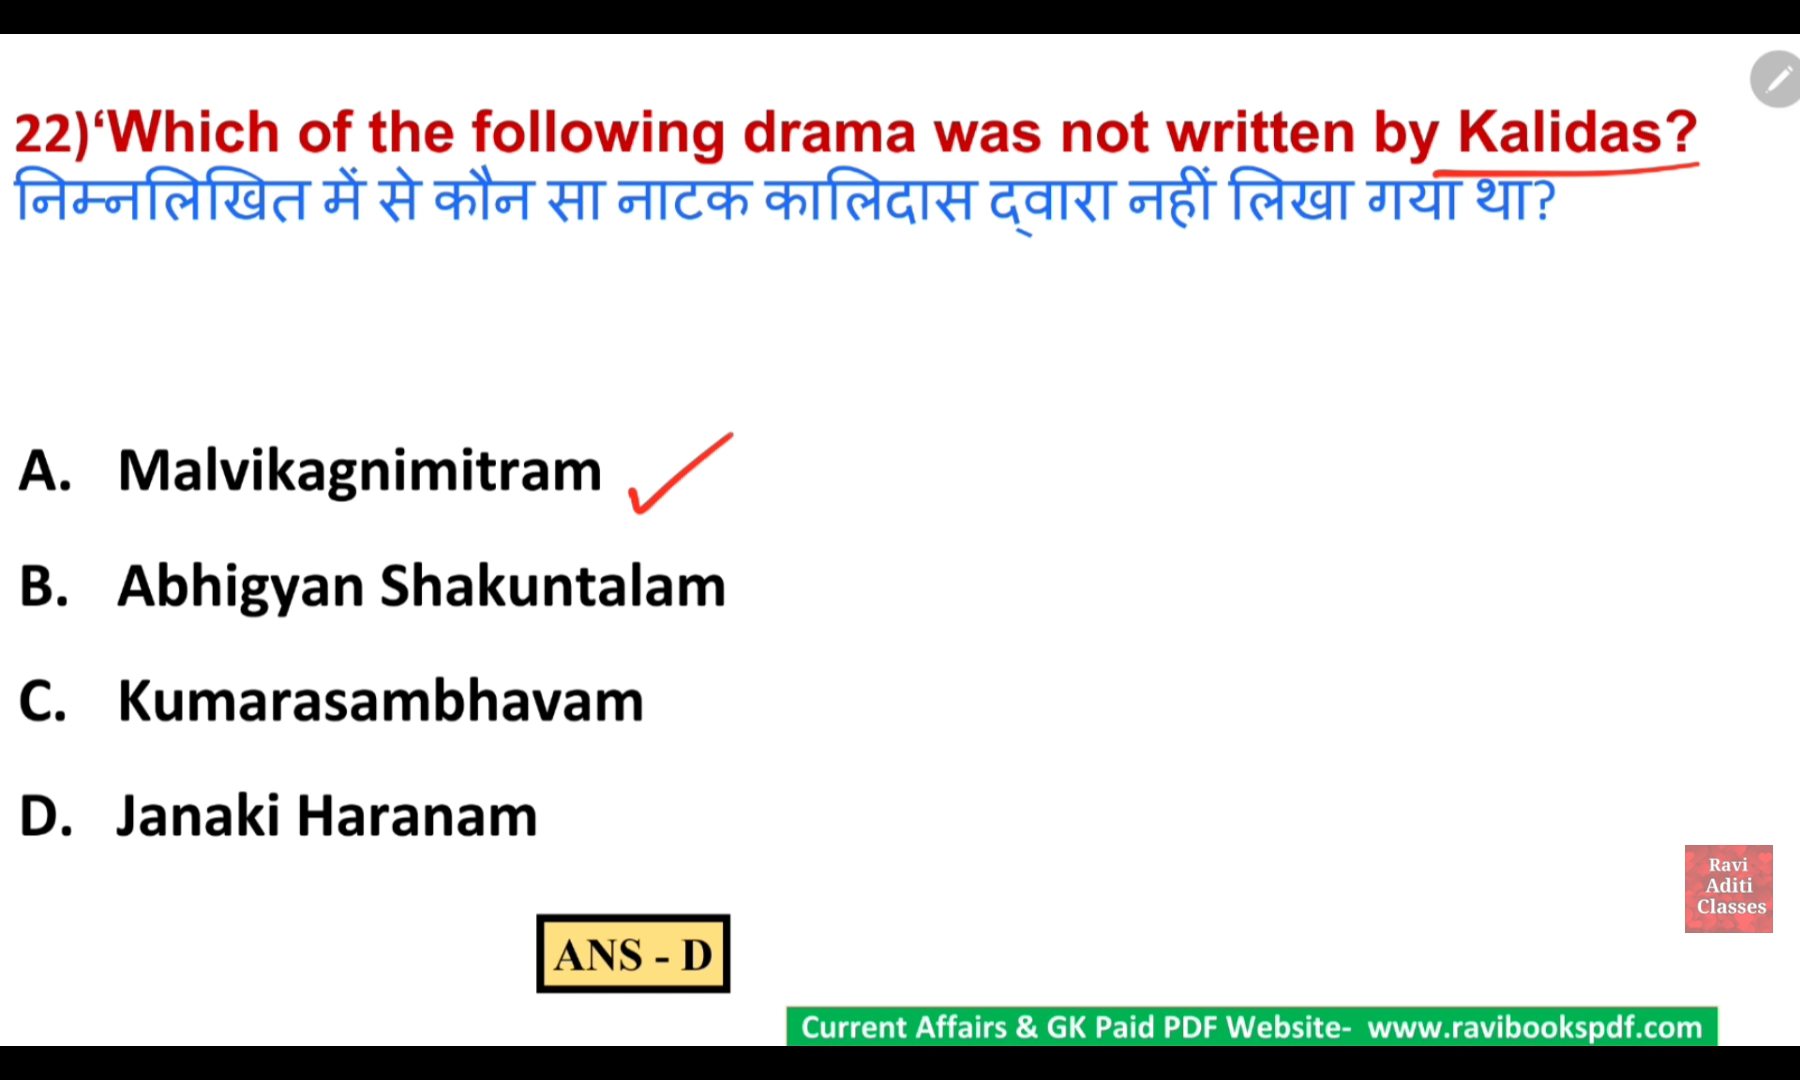 22)‘Which of the following drama was not written by Kalidas?
निम्नलिखित में से कौन सा नाटक कालिदास द्वारा नहीं लिखा गया था?
A. Malvikagnimitram
B. Abhigyan Shakuntalam
C. Kumarasambhavam
D. Janaki Haranam
Ravi
Aditi
Classes
ANS - D
Current Affairs & GK Paid PDF Website- www.ravibookspdf.com